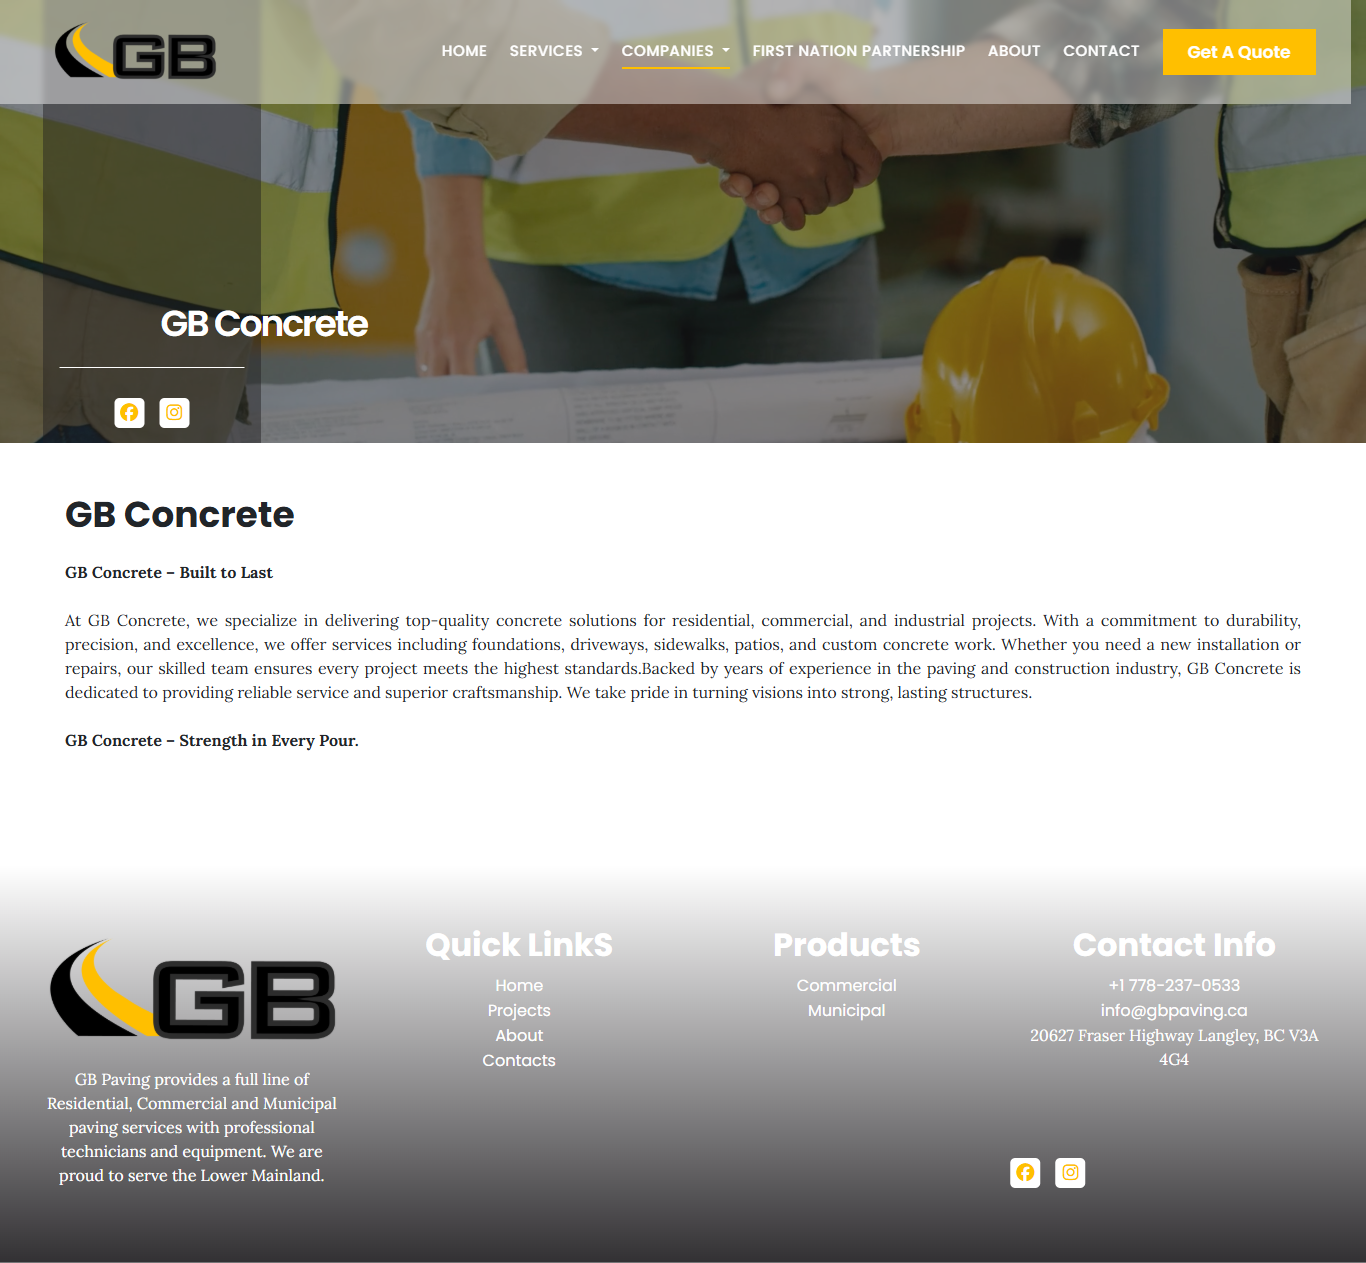 GB
HOME SERVICES COMPANIES FIRST NATION PARTNERSHIP ABOUT CONTACT Get A Quote
GB Concrete
GB Concrete
GB Concrete – Built to Last
At GB Concrete, we specialize in delivering top-quality concrete solutions for residential, commercial, and industrial projects. With a commitment to durability,
precision, and excellence, we offer services including foundations, driveways, sidewalks, patios, and custom concrete work. Whether you need a new installation or
repairs, our skilled team ensures every project meets the highest standards.Backed by years of experience in the paving and construction industry, GB Concrete is
dedicated to providing reliable service and superior craftsmanship. We take pride in turning visions into strong, lasting structures.
GB Concrete – Strength in Every Pour.
GB
GB Paving provides a full line of
Residential, Commercial and Municipal
paving services with professional
technicians and equipment. We are
proud to serve the Lower Mainland.
Quick LinkS
Home
Projects
About
Contacts
Products
Commercial
Municipal
Contact Info
+1 778-237-0533
info@gbpaving.ca
20627 Fraser Highway Langley, BC V3A
4G4